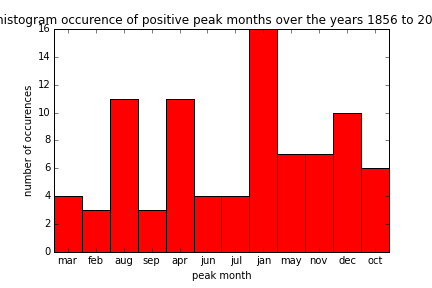 histogram occurence of positive peak months over the years 1856 to 20
16
14
12
10
8
6
4
2
0
number of occurences
mar feb aug sep apr jun jul jan may nov dec oct
peak month